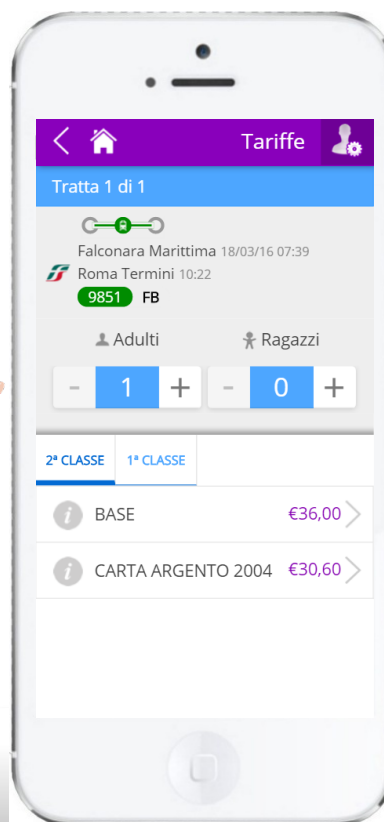 Tariffe
Tratta 1 di 1
Falconara Marittima 18/03/16 07:39
Roma Termini 10:22
9851 FB
Adulti Ragazzi
- 1 + - 0 +
2ª CLASSE 1ª CLASSE
i BASE €36,00
i CARTA ARGENTO 2004 €30,60